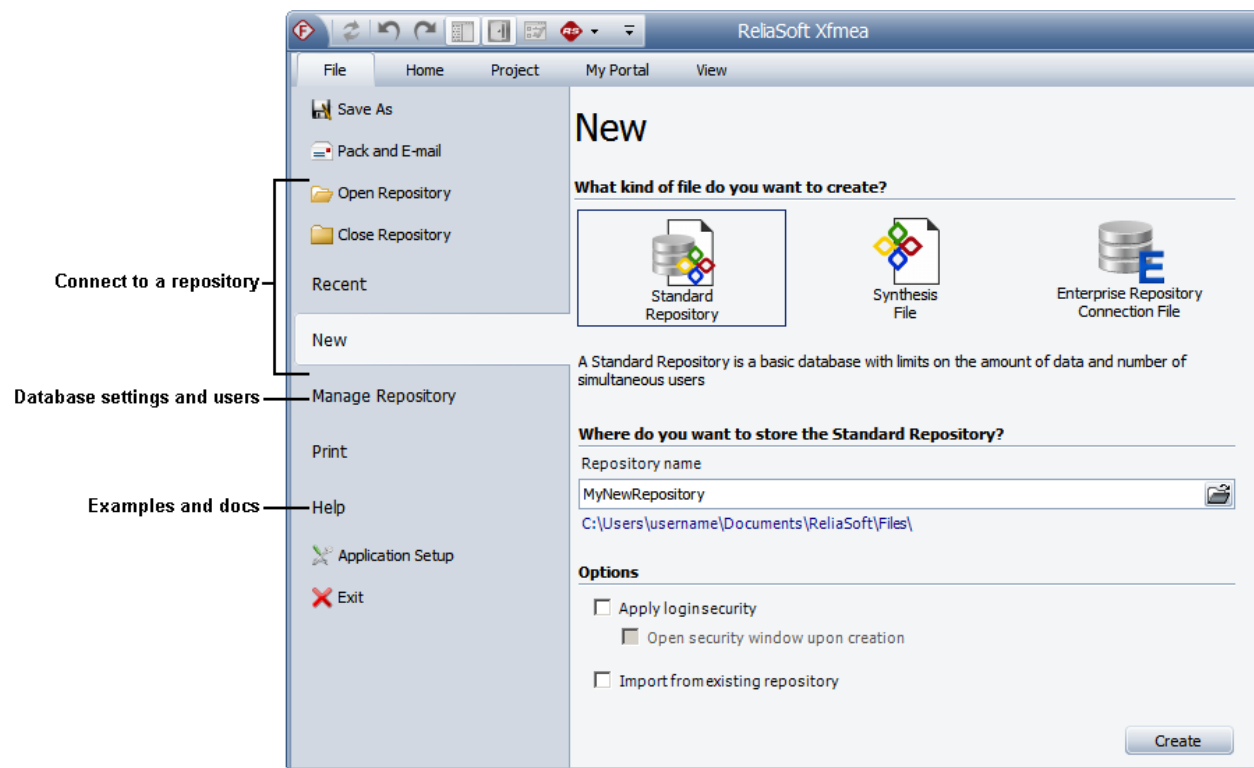 ReliaSoft Xfmea
File Home Project My Portal View
Save As
Pack and E-mail
Open Repository
Close Repository
Recent
New
Manage Repository
Print
Help
Application Setup
Exit
Connect to a repository
Database settings and users
Examples and docs
New
What kind of file do you want to create?
Standard
Repository
Synthesis
File
E
Enterprise Repository
Connection File
A Standard Repository is a basic database with limits on the amount of data and number of
simultaneous users
Where do you want to store the Standard Repository?
Repository name
MyNewRepository
C:\Users\username\Documents\ReliaSoft\Files\
Options
Apply login security
Open security window upon creation
Import from existing repository
Create
F
RS